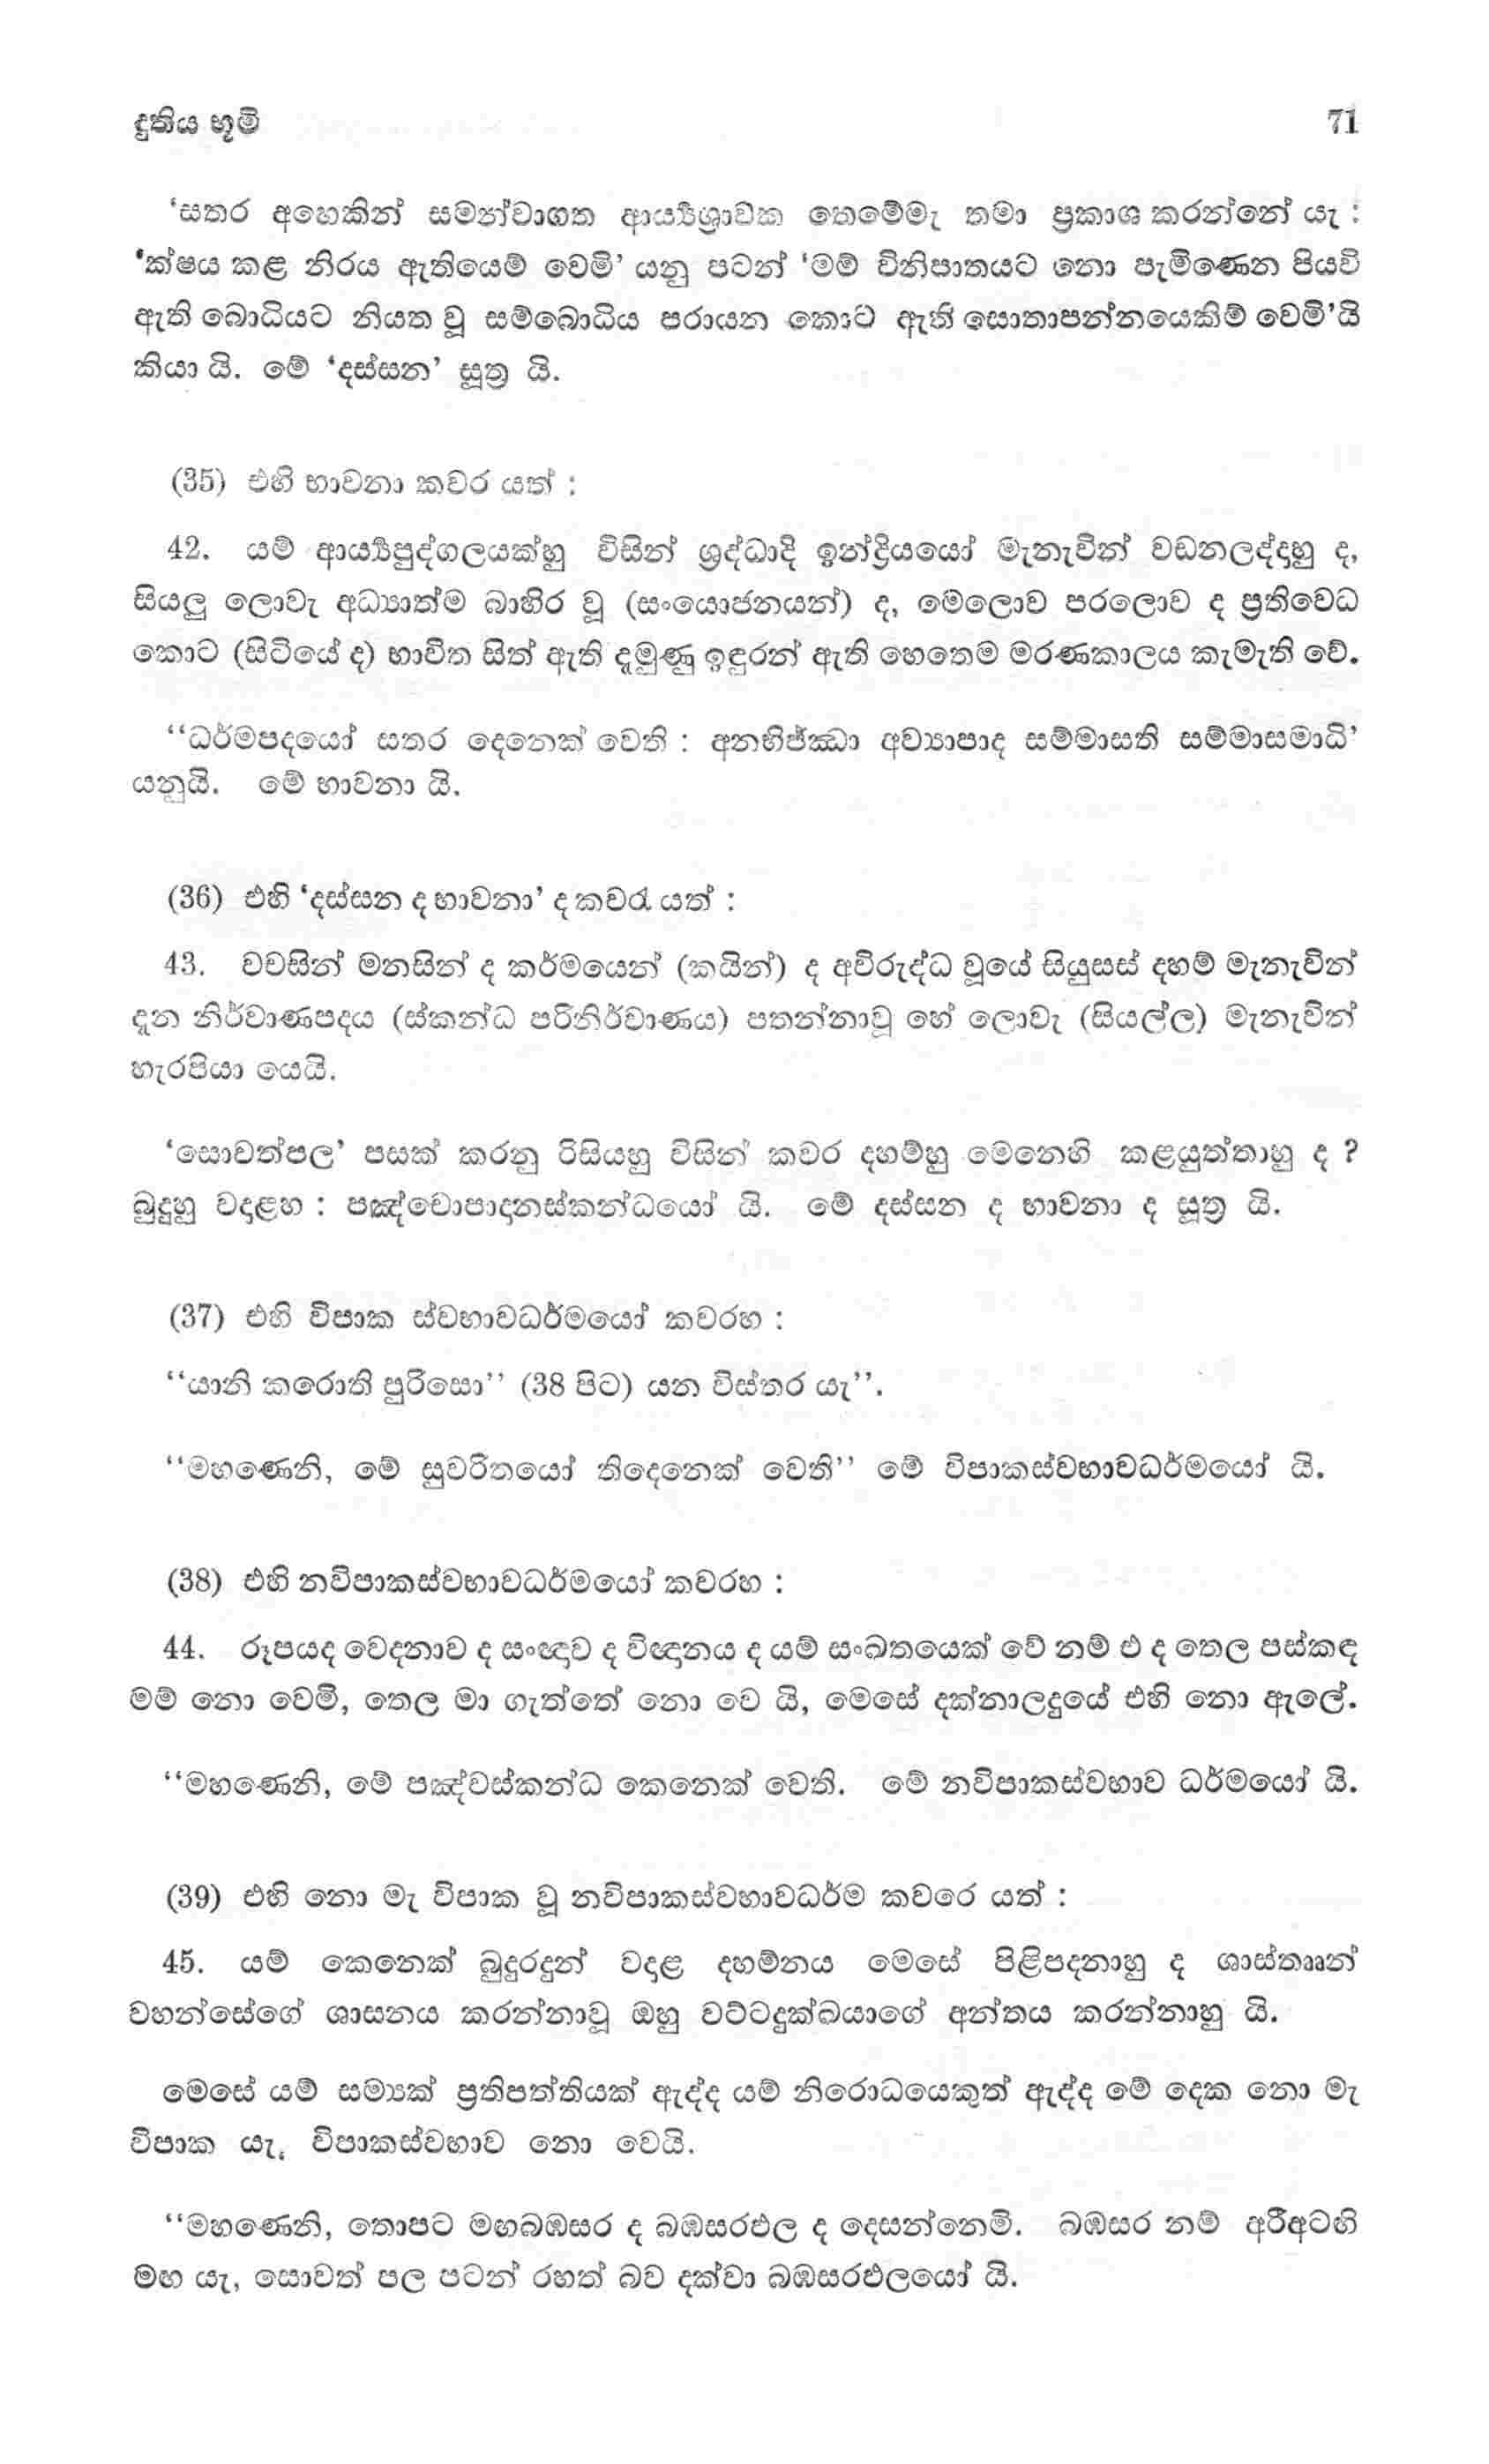 දුතිය භූමි 71
‘සතර අඟෙකින් සමන්වාගත ආර්‍ය්‍යශ්‍රාවක තෙමේමැ තමා ප්‍රකාශ කරන්නේ යැ :
‘ක්ෂය කළ නිරය ඇතියෙම් වෙමි’ යනු පටන් ‘මම් විනිපාතයට නො පැමිණෙන පියවි
ඇති බොධියට නියත වූ සම්බොධිය පරායන කොට ඇති සොතාපන්නයෙකිම් වෙමි’යි
කියා යි. මේ ‘දස්සන’ සූත්‍ර යි.
(35) එහි භාවනා කවර යත් :
42. යම් ආර්‍ය්‍යපුද්ගලයක්හු විසින් ශ්‍රද්ධාදි ඉන්ද්‍රියයෝ මැනැවින් වඩනලද්දහු ද,
සියලු ලොවැ අධ්‍යාත්ම බාහිර වූ (සංයොජනයන්) ද, මෙලොව පරලොව ද ප්‍රතිවෙධ
කොට (සිටියේ ද) භාවිත සිත් ඇති දැමුණු ඉඳුරන් ඇති හෙතෙම මරණකාලය කැමැති වේ.
“ධර්මපදයෝ සතර දෙනෙක් වෙති : අනභිජ්ඣා අව්‍යාපාද සම්මාසති සම්මාසමාධි’
යනුයි. මේ භාවනා යි.
(36) එහි ‘දස්සන ද භාවනා’ ද කවරැ යත් :
43. වචසින් මනසින් ද කර්මයෙන් (කයින්) ද අවිරුද්ධ වූයේ සියුසස් දහම් මැනැවින්
දැන නිර්වාණපදය (ස්කන්ධ පරිනිර්වාණය) පතන්නාවූ හේ ලොවැ (සියල්ල) මැනැවින්
හැරපියා යෙයි.
‘සොවත්පල’ පසක් කරනු රිසියහු විසින් කවර දහම්හු මෙනෙහි කළයුත්තාහු ද ?
බුදුහු වදාළහ : පඤ්චොපාදානස්කන්ධයෝ යි. මේ දස්සන ද භාවනා ද සූත්‍ර යි.
(37) එහි විපාක ස්වභාවධර්මයෝ කවරහ :
“යානි කරොති පුරිසො” (38 පිට) යන විස්තර යැ”.
“මහණෙනි, මේ සුචරිතයෝ තිදෙනෙක් වෙති” මේ විපාකස්වභාවධර්මයෝ යි.
(38) එහි නවිපාකස්වභාවධර්මයෝ කවරහ :
44. රූපයද වෙදනාව ද සංඥාව ද විඥානය ද යම් සංඛතයෙක් වේ නම් එ ද තෙල පස්කඳ
මම් නො වෙමි, තෙල මා ගැත්තේ නො වෙ යි, මෙසේ දක්නාලදුයේ එහි නො ඇලේ.
“මහණෙනි, මේ පඤ්චස්කන්ධ කෙනෙක් වෙති. මේ නවිපාකස්වභාව ධර්මයෝ යි.
(39) එහි නො මැ විපාක වූ නවිපාකස්වභාවධර්ම කවරෙ යත් :
45. යම් කෙනෙක් බුදුරදුන් වදාළ දහම්නය මෙසේ පිළිපදනාහු ද ශාස්තෲන්
වහන්සේගේ ශාසනය කරන්නාවූ ඔහු වට්ටදුක්ඛයාගේ අන්තය කරන්නාහු යි.
මෙසේ යම් සම්‍යක් ප්‍රතිපත්තියක් ඇද්ද යම් නිරොධයෙකුත් ඇද්ද මේ දෙක නො මැ
විපාක යැ, විපාකස්වභාව නො වෙයි.
“මහණෙනි, තොපට මඟබඹසර ද බඹසරඵල ද දෙසන්නෙමි. බඹසර නම් අරීඅටඟි
මඟ යැ, සොවත් පල පටන් රහත් බව දක්වා බඹසරඵලයෝ යි.